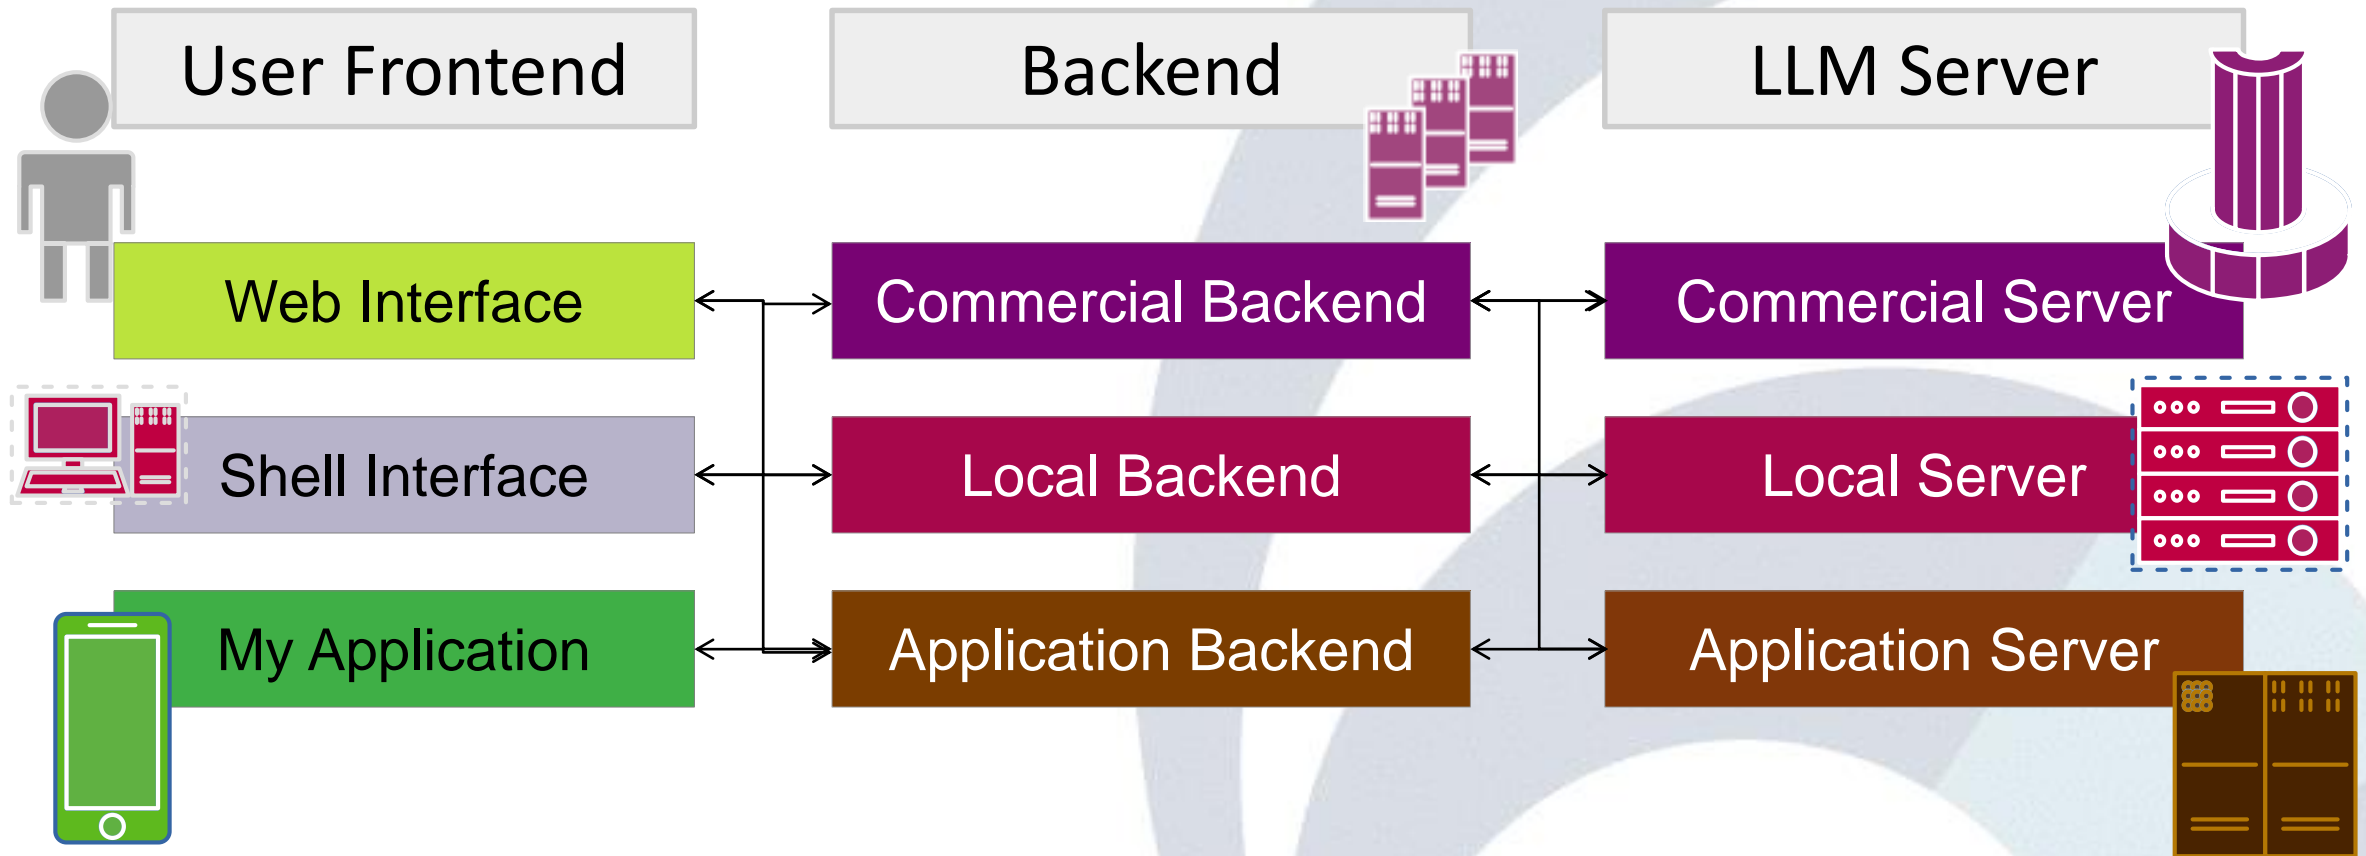 User Frontend
Backend
LLM Server
Web Interface
Commercial Backend
Commercial Server
Shell Interface
Local Backend
Local Server
My Application
Application Backend
Application Server